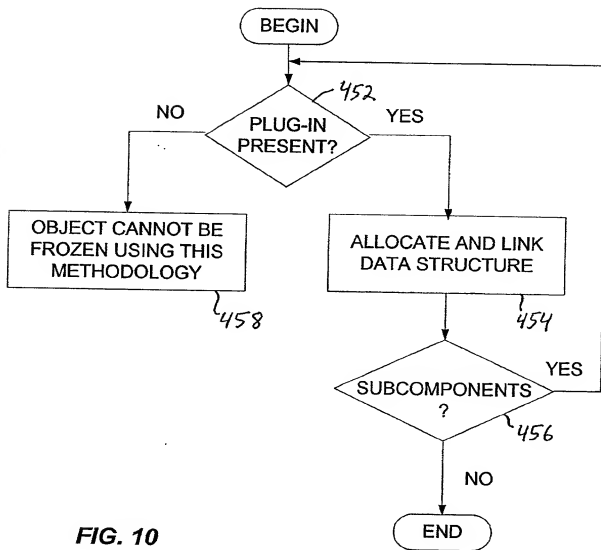 BEGIN
452
NO
YES
PLUG-IN
PRESENT?
OBJECT CANNOT BE
FROZEN USING THIS
METHODOLOGY
458
ALLOCATE AND LINK
DATA STRUCTURE
454
YES
SUBCOMPONENTS
?
456
NO
END
FIG. 10